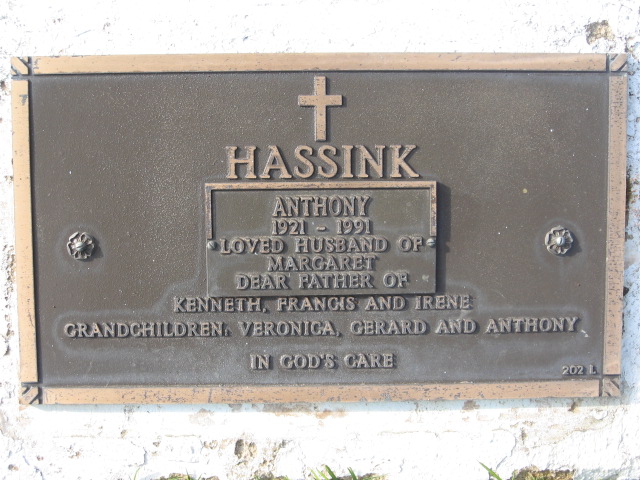 HASSINK
ANTHONY
1921 - 1991
LOVED HUSBAND OF
MARGARET
DEAR FATHER OF
KENNETH, FRANCIS AND IRENE
GRANDCHILDREN. VERONICA, GERARD AND ANTHONY
IN GOD'S CARE
202 L